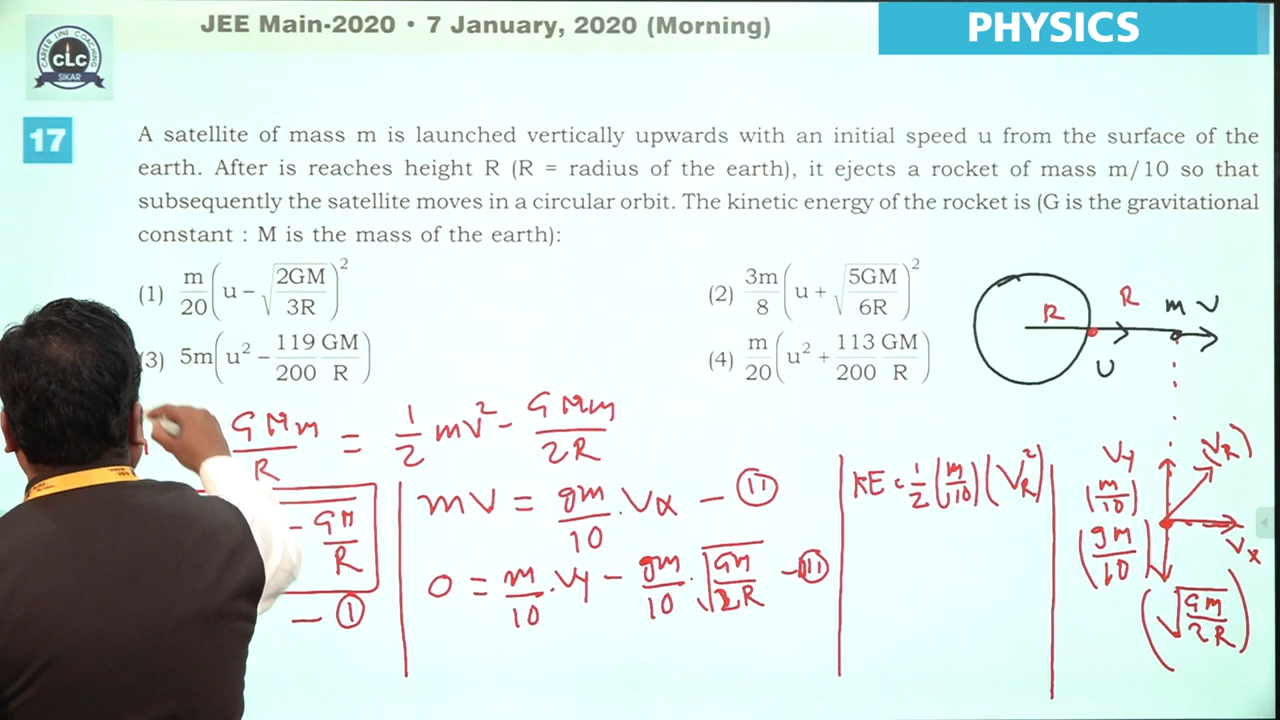 JEE Main-2020 • 7 January, 2020 (Morning)
PHYSICS
CAREER LINE COACHING
CLC
SIKAR
17
A satellite of mass m is launched vertically upwards with an initial speed u from the surface of the
earth. After is reaches height R (R = radius of the earth), it ejects a rocket of mass m/10 so that
subsequently the satellite moves in a circular orbit. The kinetic energy of the rocket is (G is the gravitational
constant : M is the mass of the earth):
(1) m/20 (u − √(2GM/3R))²
(2) 3m/8 (u + √(5GM/6R))²
(3) 5m(u² − 119/200 GM/R)
(4) m/20 (u² + 113/200 GM/R)
R R m V
U
GMm/R = 1/2 mV² − GMm/2R
− GM/R
— ①
mV = 9m/10 . Vx — ⑪
0 = m/10 . Vy − 9m/10 . √(GM/2R) — ⑪⑪
KE = 1/2 (m/10) (V_R²)
Vy (V_R)
(m/10)
(9m/10) Vx
(√(GM/2R))